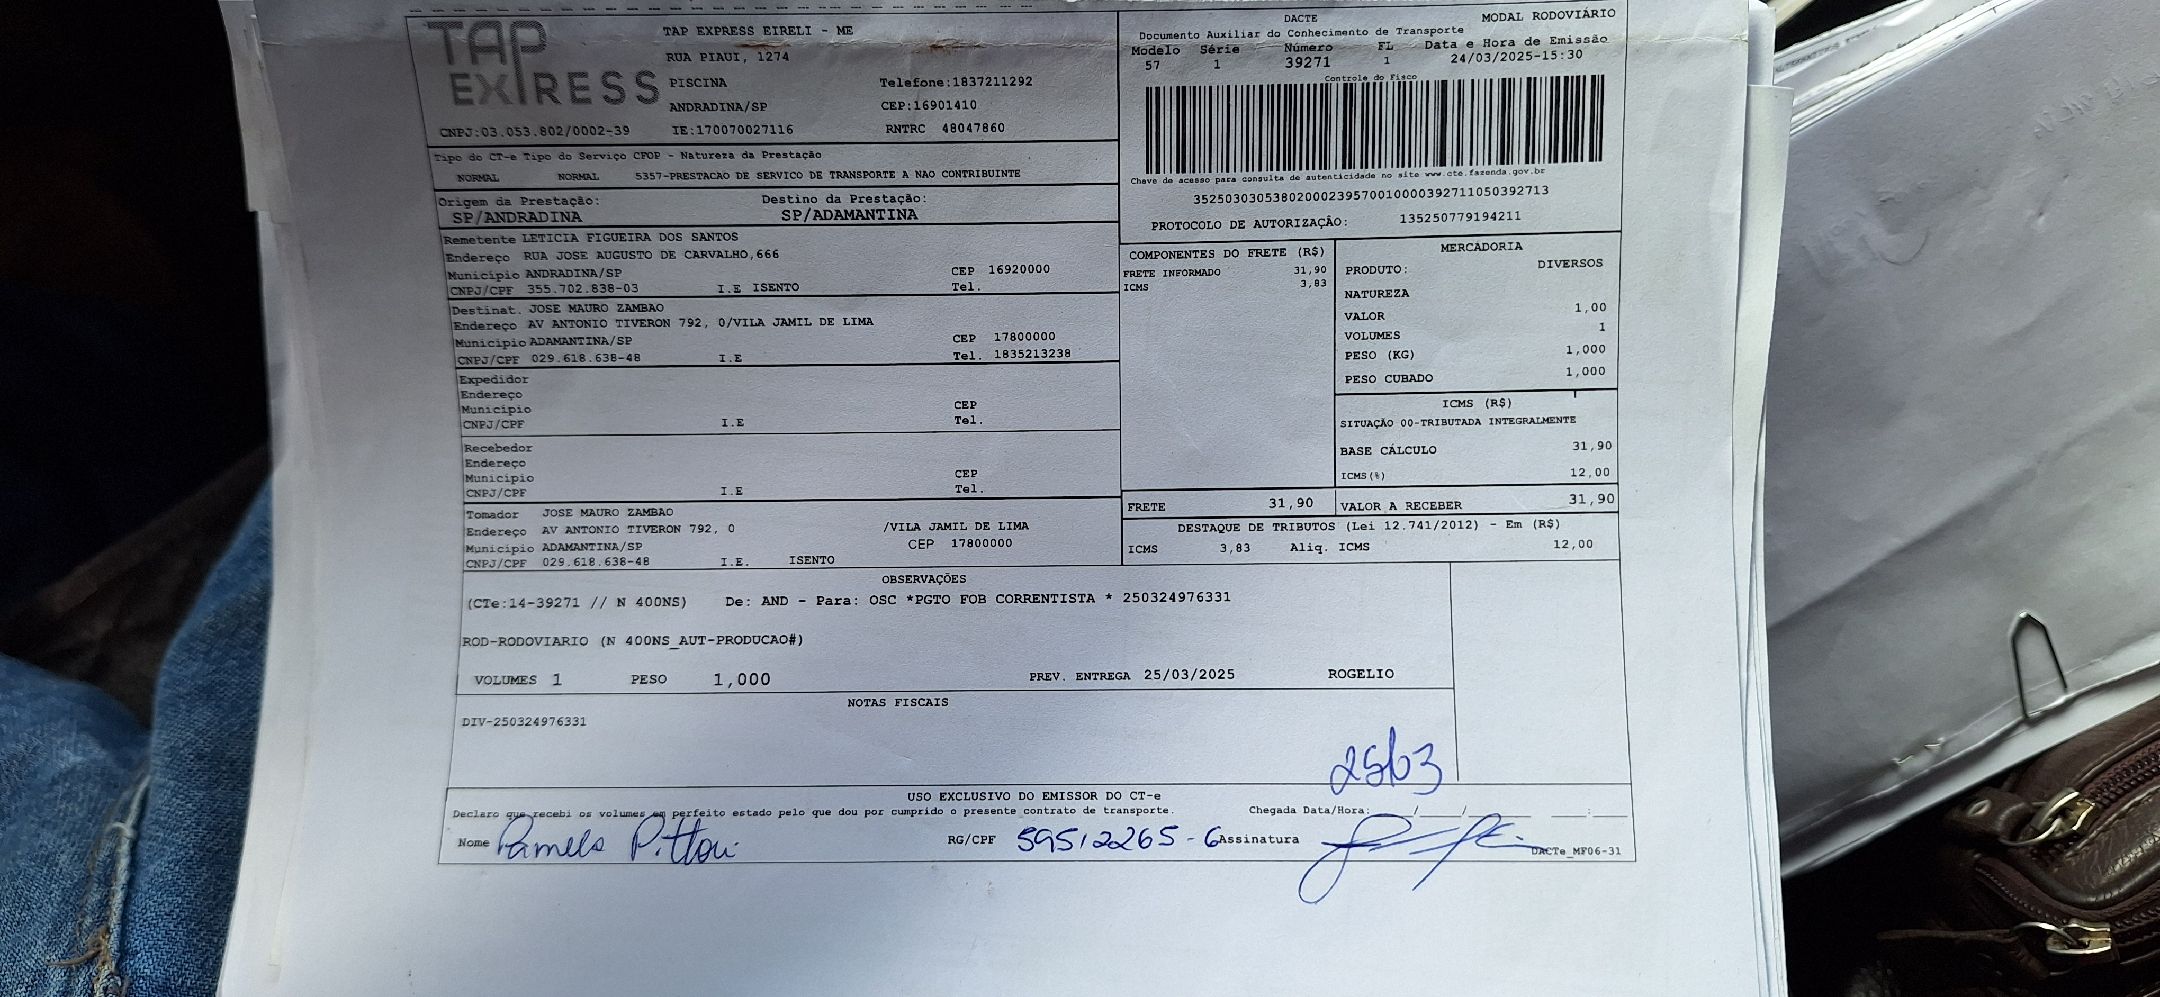 TAP EXPRESS
TAP EXPRESS EIRELI - ME
RUA PIAUI, 1274
PISCINA Telefone:1837211292
ANDRADINA/SP CEP:16901410
CNPJ:03.053.802/0002-39 IE:170070027116 RNTRC 48047860
DACTE MODAL RODOVIÁRIO
Documento Auxiliar do Conhecimento de Transporte
Modelo Série Número FL Data e Hora de Emissão
57 1 39271 1 24/03/2025-15:30
Controle do Fisco
Chave de acesso para consulta de autenticidade no site www.cte.fazenda.gov.br
35250303053802000239570010000392711050392713
PROTOCOLO DE AUTORIZAÇÃO: 135250779194211
Tipo do CT-e Tipo do Serviço CFOP - Natureza da Prestação
NORMAL NORMAL 5357-PRESTACAO DE SERVICO DE TRANSPORTE A NAO CONTRIBUINTE
Origem da Prestação: Destino da Prestação:
SP/ANDRADINA SP/ADAMANTINA
Remetente LETICIA FIGUEIRA DOS SANTOS
Endereço RUA JOSE AUGUSTO DE CARVALHO,666
Município ANDRADINA/SP CEP 16920000
CNPJ/CPF 355.702.838-03 I.E ISENTO Tel.
Destinat. JOSE MAURO ZAMBAO
Endereço AV ANTONIO TIVERON 792, 0/VILA JAMIL DE LIMA
Município ADAMANTINA/SP CEP 17800000
CNPJ/CPF 029.618.638-48 I.E Tel. 1835213238
Expedidor
Endereço
Município CEP
CNPJ/CPF I.E Tel.
Recebedor
Endereço
Município CEP
CNPJ/CPF I.E Tel.
Tomador JOSE MAURO ZAMBAO
Endereço AV ANTONIO TIVERON 792, 0 /VILA JAMIL DE LIMA
Município ADAMANTINA/SP CEP 17800000
CNPJ/CPF 029.618.638-48 I.E. ISENTO
COMPONENTES DO FRETE (R$)
FRETE INFORMADO 31,90
ICMS 3,83
MERCADORIA
PRODUTO: DIVERSOS
NATUREZA
VALOR 1,00
VOLUMES 1
PESO (KG) 1,000
PESO CUBADO 1,000
ICMS (R$)
SITUAÇÃO 00-TRIBUTADA INTEGRALMENTE
BASE CÁLCULO 31,90
ICMS(%) 12,00
FRETE 31,90 VALOR A RECEBER 31,90
DESTAQUE DE TRIBUTOS (Lei 12.741/2012) - Em (R$)
ICMS 3,83 Aliq. ICMS 12,00
OBSERVAÇÕES
(CTe:14-39271 // N 400NS) De: AND - Para: OSC *PGTO FOB CORRENTISTA * 250324976331
ROD-RODOVIARIO (N 400NS_AUT-PRODUCAO#)
VOLUMES 1 PESO 1,000 PREV. ENTREGA 25/03/2025 ROGELIO
NOTAS FISCAIS
DIV-250324976331
25/03
USO EXCLUSIVO DO EMISSOR DO CT-e
Declaro que recebi os volumes em perfeito estado pelo que dou por cumprido o presente contrato de transporte. Chegada Data/Hora: ___/___/______ __:__
Nome Pamela RG/CPF 59512265-6 Assinatura
DACTe_MF06-31